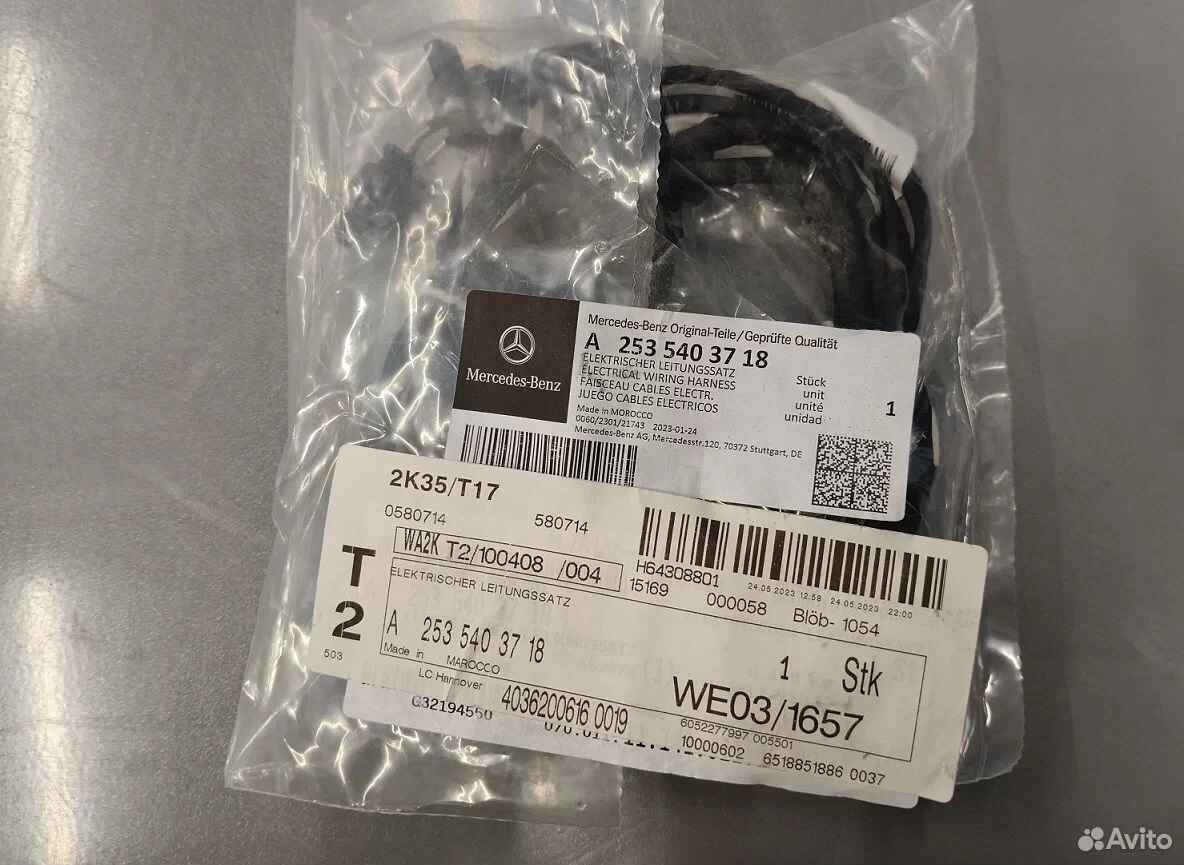 Mercedes-Benz Original-Teile/Geprüfte Qualität
A 253 540 37 18
ELEKTRISCHER LEITUNGSSATZ
ELECTRICAL WIRING HARNESS
FAISCEAU CABLES ELECTR.
JUEGO CABLES ELECTRICOS
Stück
unit
unité
unidad
1
Made in MOROCCO
0060/2301/21743 2023-01-24
Mercedes-Benz AG, Mercedesstr.120, 70372 Stuttgart, DE
Mercedes-Benz
2K35/T17
0580714 580714
WA2K T2/100408 /004
H64308801
24.05.2023 12:58 24.05.2023 22:00
15169 000058 Blöb- 1054
T
2
503
ELEKTRISCHER LEITUNGSSATZ
A 253 540 37 18
1 Stk
Made in MAROCCO
LC Hannover
WE03/1657
4036200616 0019
6052277997 005501
C32194550
10000602 6518851886 0037
Avito